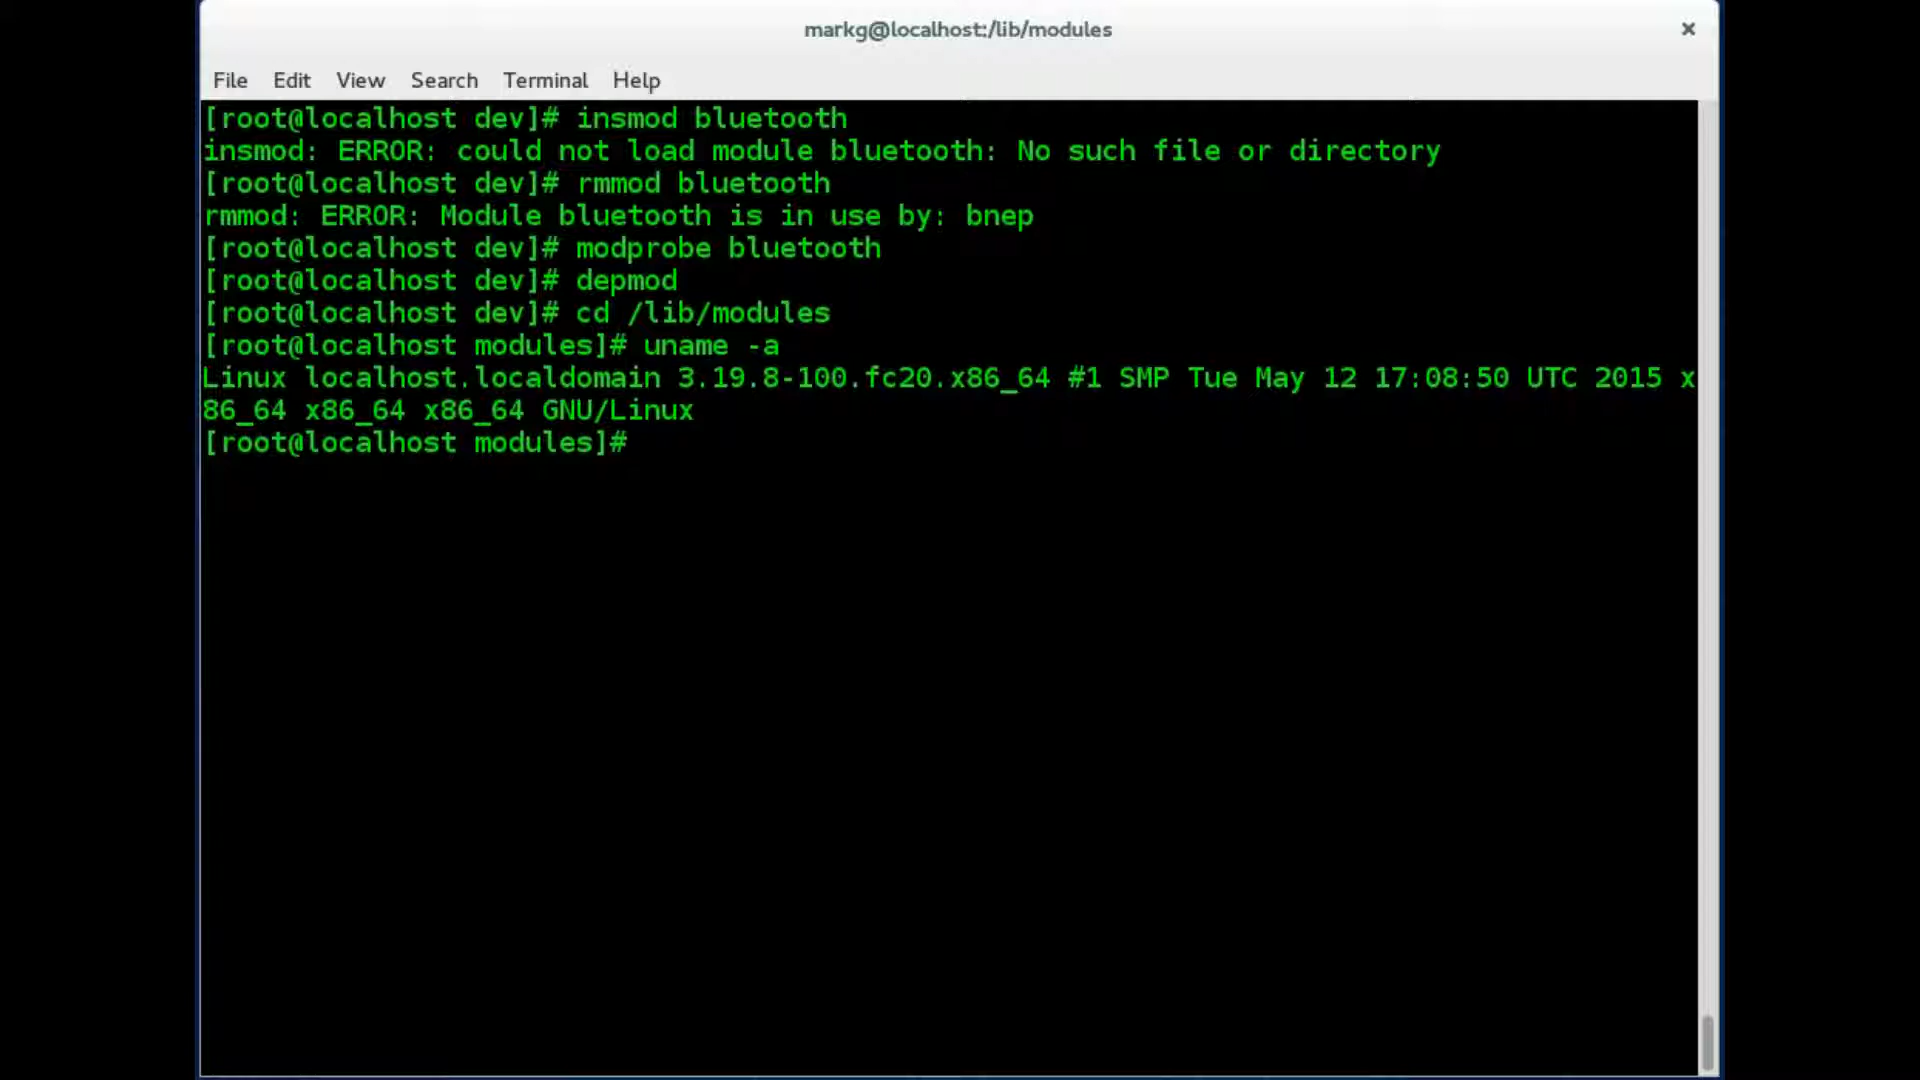 markg@localhost:/lib/modules ×
File Edit View Search Terminal Help
[root@localhost dev]# insmod bluetooth
insmod: ERROR: could not load module bluetooth: No such file or directory
[root@localhost dev]# rmmod bluetooth
rmmod: ERROR: Module bluetooth is in use by: bnep
[root@localhost dev]# modprobe bluetooth
[root@localhost dev]# depmod
[root@localhost dev]# cd /lib/modules
[root@localhost modules]# uname -a
Linux localhost.localdomain 3.19.8-100.fc20.x86_64 #1 SMP Tue May 12 17:08:50 UTC 2015 x
86_64 x86_64 x86_64 GNU/Linux
[root@localhost modules]#